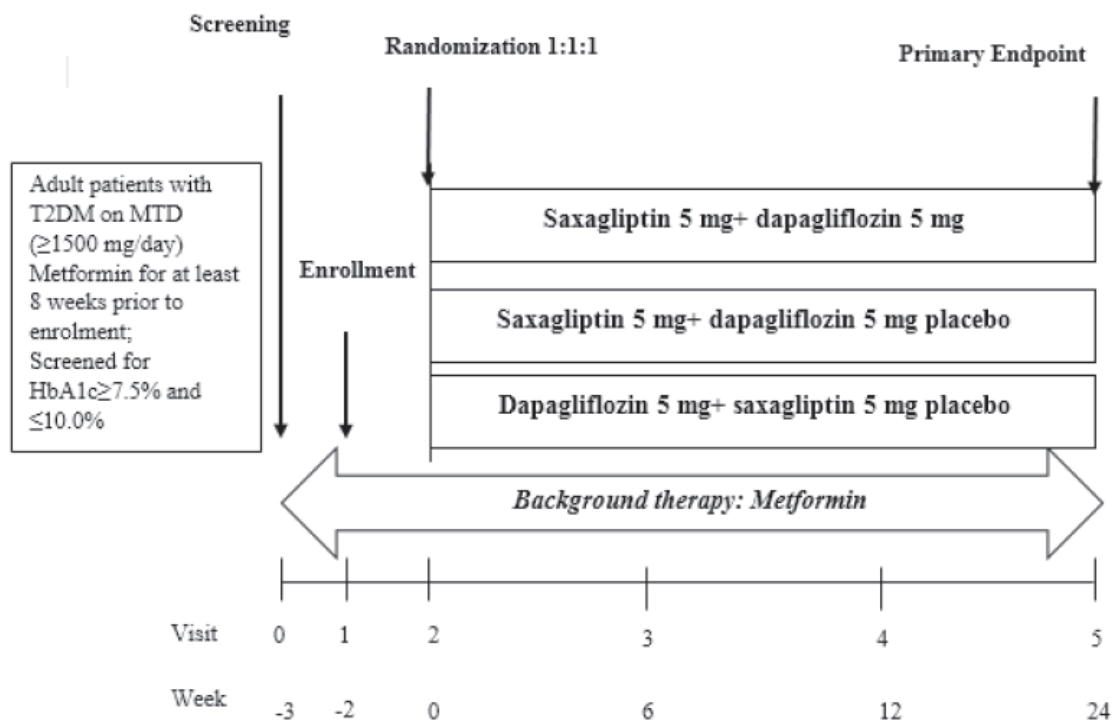 Screening
Randomization 1:1:1
Primary Endpoint
Adult patients with
T2DM on MTD
(≥1500 mg/day)
Metformin for at least
8 weeks prior to
enrolment;
Screened for
HbA1c≥7.5% and
≤10.0%
Enrollment
Saxagliptin 5 mg+ dapagliflozin 5 mg
Saxagliptin 5 mg+ dapagliflozin 5 mg placebo
Dapagliflozin 5 mg+ saxagliptin 5 mg placebo
Background therapy: Metformin
Visit 0 1 2 3 4 5
Week -3 -2 0 6 12 24